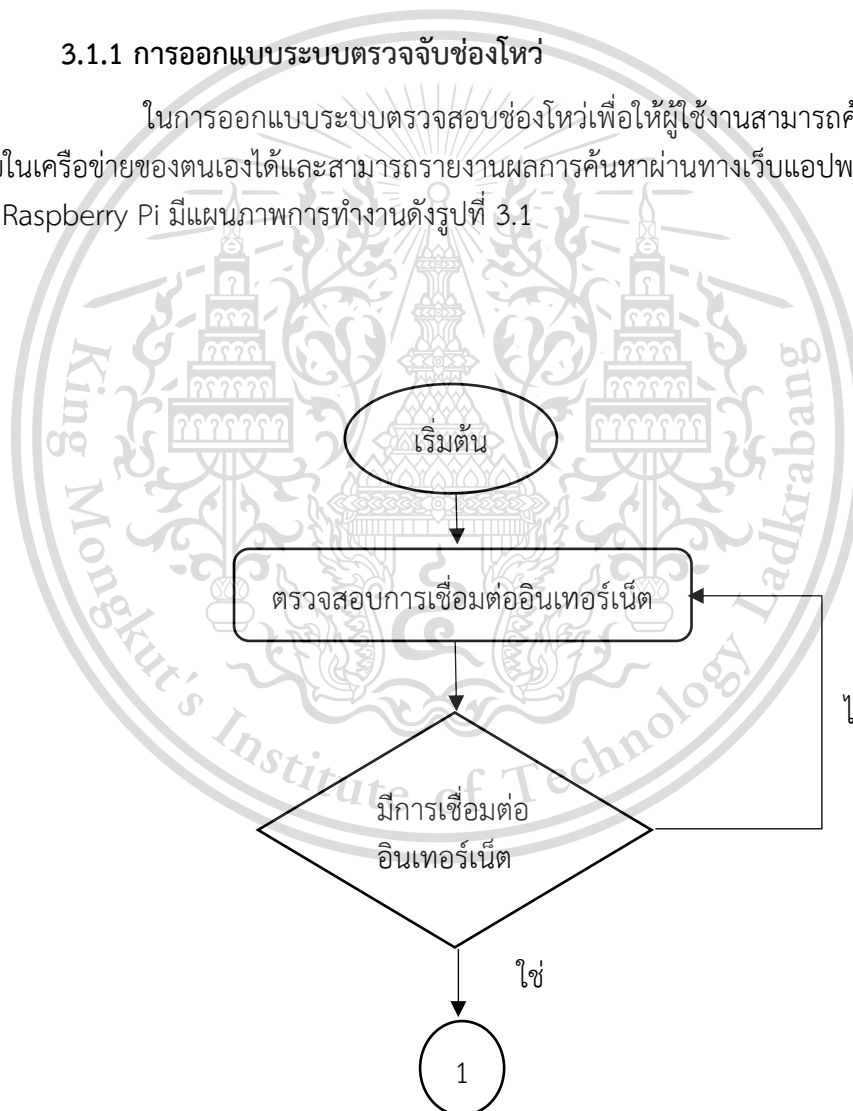 3.1.1 การออกแบบระบบตรวจจับช่องโหว่
ในการออกแบบระบบตรวจสอบช่องโหว่เพื่อให้ผู้ใช้งานสามารถ
ในเครือข่ายของตนเองได้และสามารถรายงานผลการค้นหาผ่านทางเว็บแอปพ
Raspberry Pi มีแผนภาพการทำงานดังรูปที่ 3.1
เริ่มต้น
ตรวจสอบการเชื่อมต่ออินเทอร์เน็ต
มีการเชื่อมต่อ
อินเทอร์เน็ต
ใช่
1
King Mongkut's Institute of Technology Ladkrabang